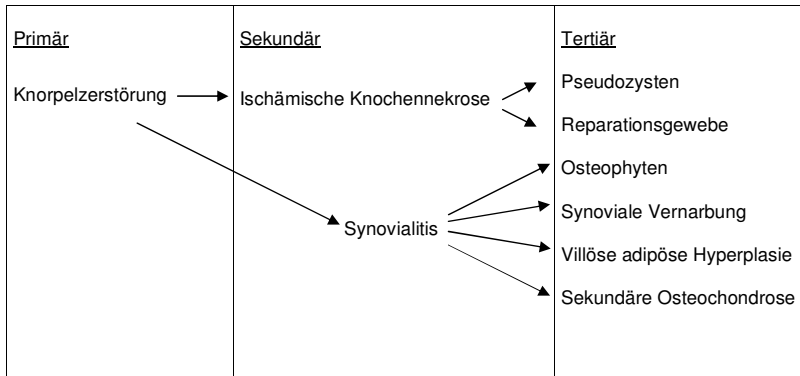 Primär
Knorpelzerstörung
Sekundär
Ischämische Knochennekrose
Synovialitis
Tertiär
Pseudozysten
Reparationsgewebe
Osteophyten
Synoviale Vernarbung
Villöse adipöse Hyperplasie
Sekundäre Osteochondrose